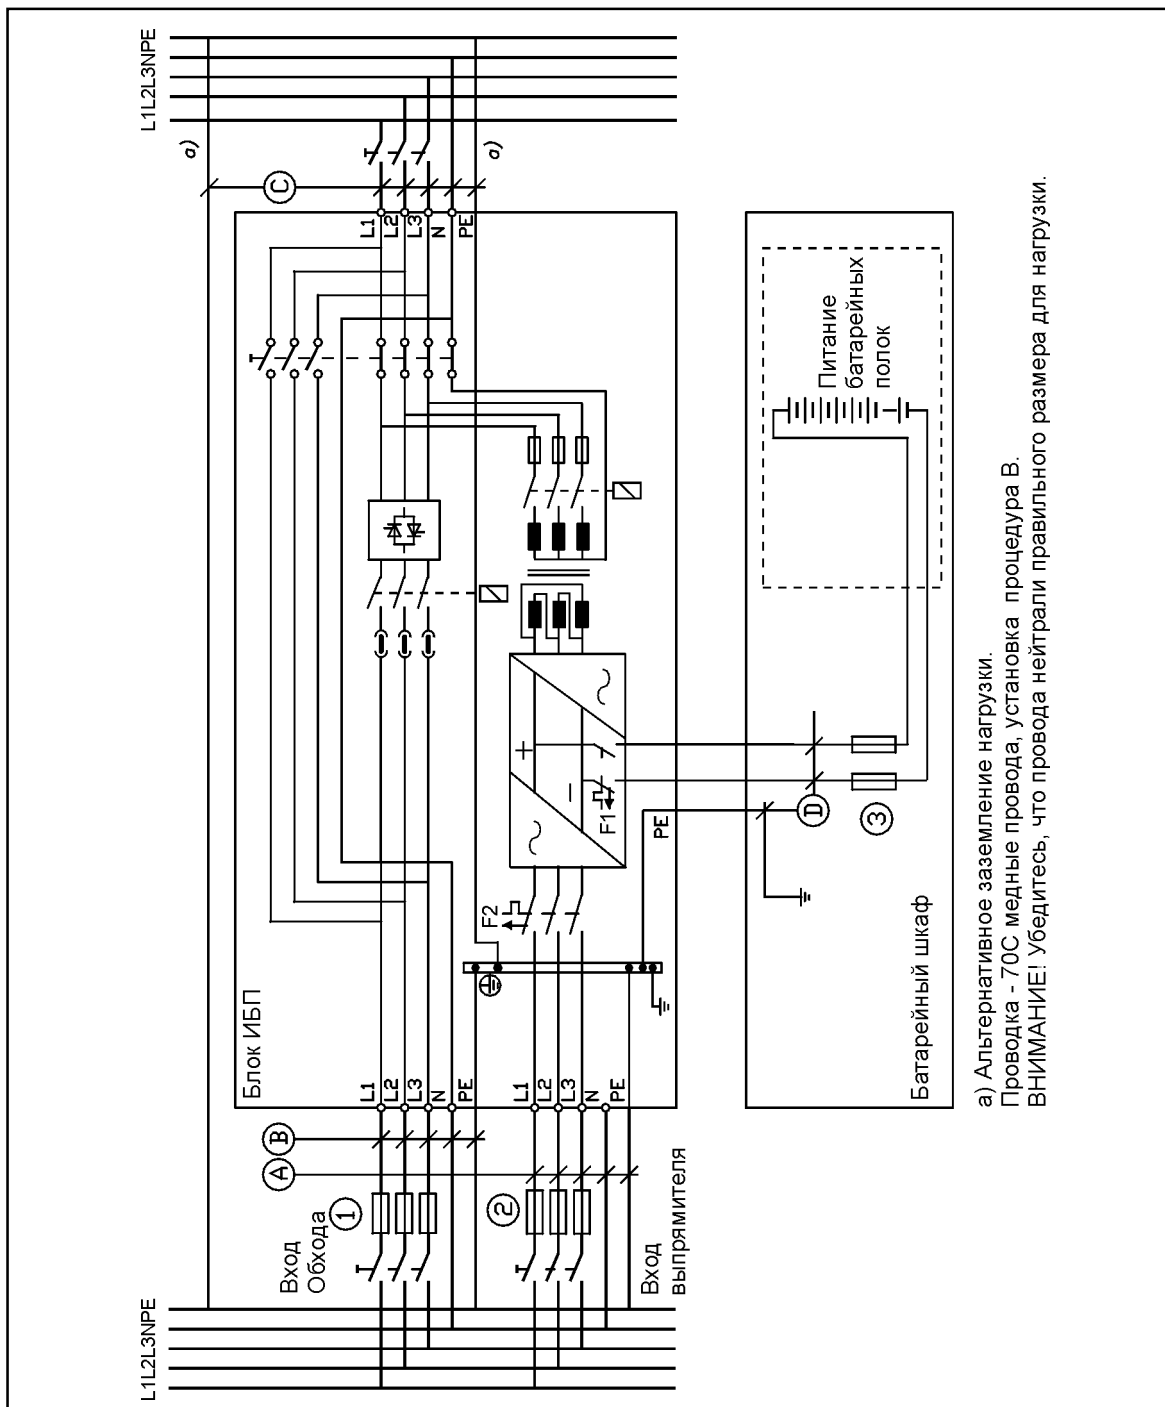 L1L2L3NPE
L1L2L3NPE
Вход
Обхода
1
A
B
Блок ИБП
L1
L2
L3
N
PE
L1
L2
L3
N
PE
2
Вход
выпрямителя
F2
F1
+
−
PE
L1
L2
L3
N
PE
C
a)
a)
D
3
Батарейный шкаф
Питание
батарейных
полок
a) Альтернативное заземление нагрузки.
Проводка - 70С медные провода, установка процедура В.
ВНИМАНИЕ! Убедитесь, что провода нейтрали правильного размера для нагрузки.